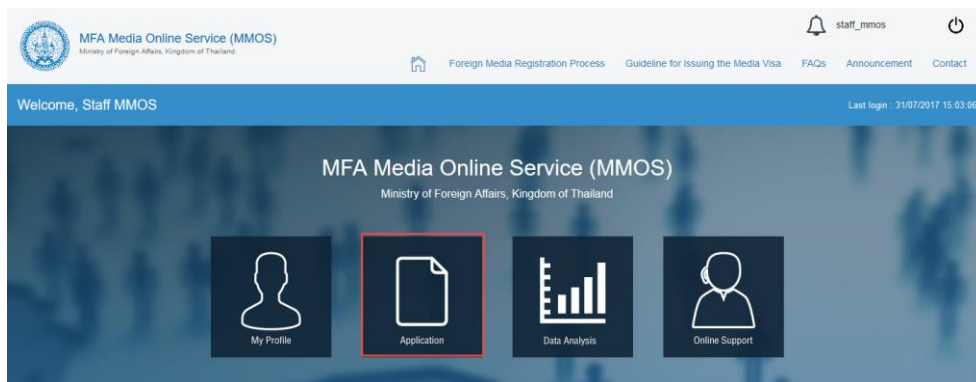 MFA Media Online Service (MMOS)
Ministry of Foreign Affairs, Kingdom of Thailand.
staff_mmos
Foreign Media Registration Process Guideline for Issuing the Media Visa FAQs Announcement Contact
Welcome, Staff MMOS
Last login : 31/07/2017 15:03:06
MFA Media Online Service (MMOS)
Ministry of Foreign Affairs, Kingdom of Thailand
My Profile
Application
Data Analysis
Online Support